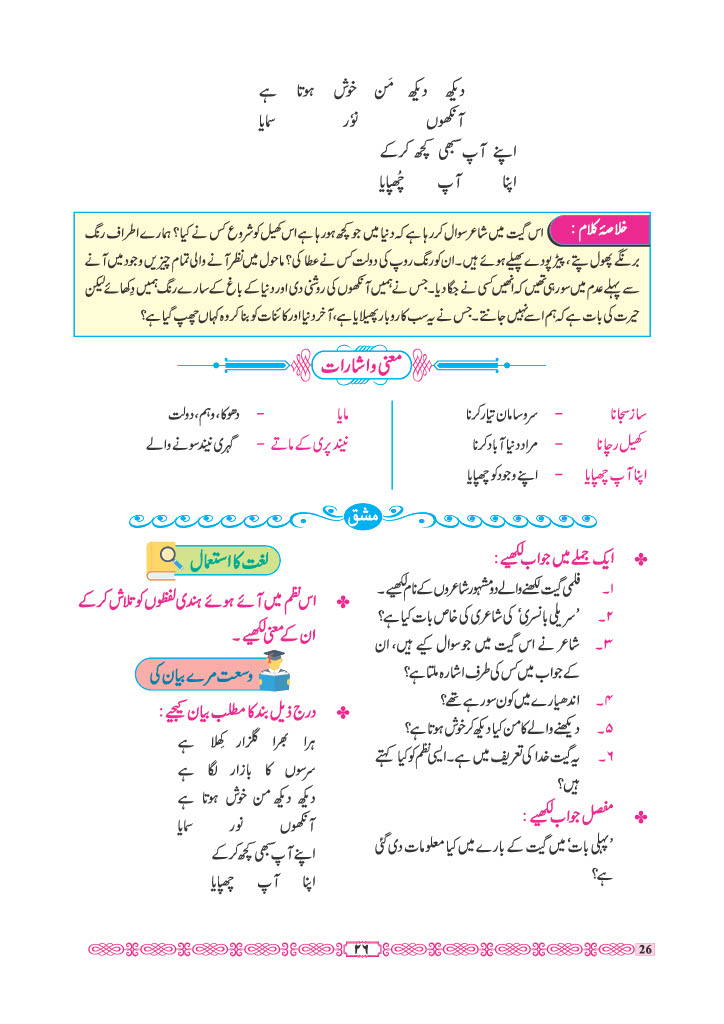 دیکھ دیکھ مَن خوش ہوتا ہے
آنکھوں نُوٗر سمایا
اپنے آپ سبھی کچھ کرکے
اپنا آپ چُھپایا
خلاصۂ کلام :
اس گیت میں شاعر سوال کررہا ہے کہ دنیا میں جو کچھ ہورہا ہے اس کھیل کو شروع کس نے کیا؟ ہمارے اطراف رنگ
برنگے پھول پتے، پیڑ پودے پھیلے ہوئے ہیں۔ ان کو رنگ روپ کی دولت کس نے عطا کی؟ ماحول میں نظر آنے والی تمام چیزیں وجود میں آنے
سے پہلے عدم میں سورہی تھیں کہ انھیں کسی نے جگا دیا۔ جس نے ہمیں آنکھوں کی روشنی دی اور دنیا کے باغ کے سارے رنگ ہمیں دِکھائے لیکن
حیرت کی بات ہے کہ ہم اسے نہیں جانتے۔ جس نے یہ سب کاروبار پھیلایا ہے، آخر دنیا اور کائنات کو بنا کر وہ کہاں چھپ گیا ہے؟
معنی و اشارات
ساز سجانا - سروسامان تیار کرنا
کھیل رچانا - مراد دنیا آباد کرنا
اپنا آپ چھپایا - اپنے وجود کو چھپایا
مایا - دھوکا، وہم، دولت
نیند پری کے ماتے - گہری نیند سونے والے
مشق
ایک جملے میں جواب لکھیے :
۱۔ فلمی گیت لکھنے والے دو مشہور شاعروں کے نام لکھیے۔
۲۔ ’سریلی بانسری‘ کی شاعری کی خاص بات کیا ہے؟
۳۔ شاعر نے اس گیت میں جو سوال کیے ہیں، ان
کے جواب میں کس کی طرف اشارہ ملتا ہے؟
۴۔ اندھیارے میں کون سورہے تھے؟
۵۔ دیکھنے والے کا من کیا دیکھ کر خوش ہوتا ہے؟
۶۔ یہ گیت خدا کی تعریف میں ہے۔ ایسی نظم کو کیا کہتے
ہیں؟
مفصل جواب لکھیے :
’پہلی بات‘ میں گیت کے بارے میں کیا معلومات دی گئی
ہے؟
لغت کا استعمال
اس نظم میں آئے ہوئے ہندی لفظوں کو تلاش کرکے
ان کے معنی لکھیے۔
وسعت مرے بیان کی
درج ذیل بند کا مطلب بیان کیجیے :
ہرا بھرا گلزار کِھلا ہے
سرسوں کا بازار لگا ہے
دیکھ دیکھ من خوش ہوتا ہے
آنکھوں نور سمایا
اپنے آپ سبھی کچھ کرکے
اپنا آپ چھپایا
۲۶
26